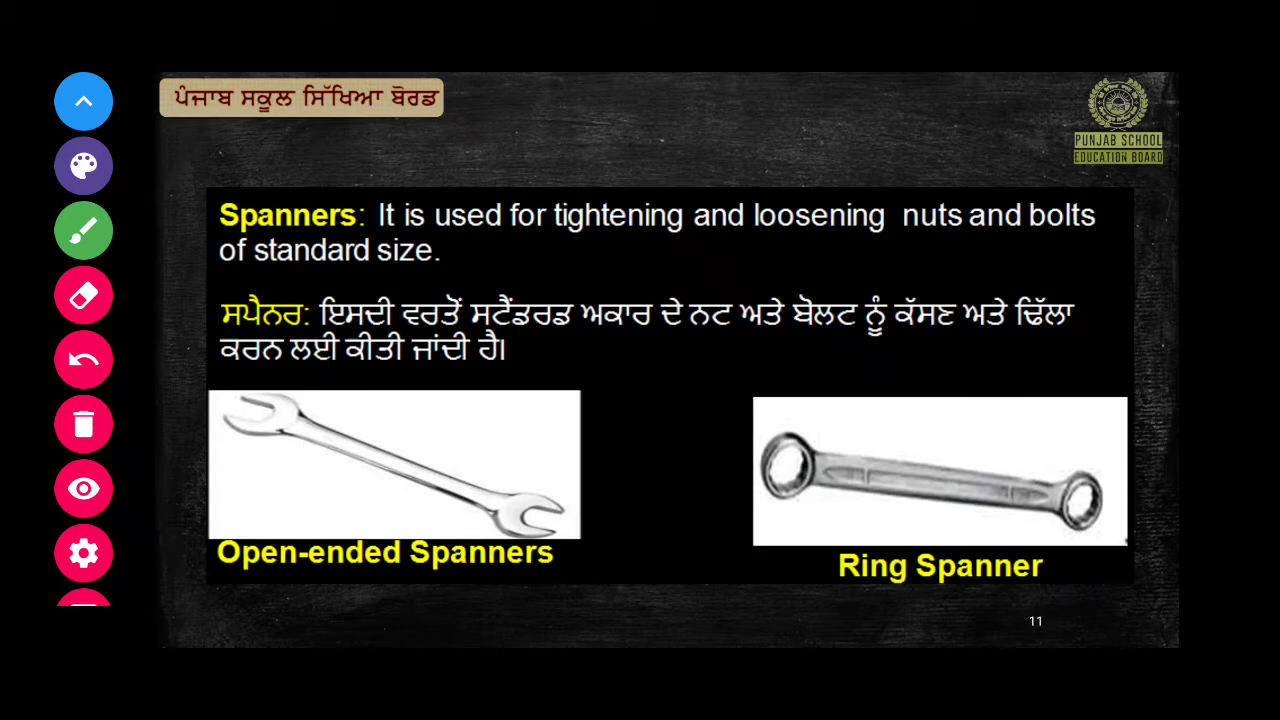 ਪੰਜਾਬ ਸਕੂਲ ਸਿੱਖਿਆ ਬੋਰਡ
PUNJAB SCHOOL
EDUCATION BOARD
Spanners: It is used for tightening and loosening nuts and bolts
of standard size.
ਸਪੈਨਰ: ਇਸਦੀ ਵਰਤੋਂ ਸਟੈਂਡਰਡ ਅਕਾਰ ਦੇ ਨਟ ਅਤੇ ਬੋਲਟ ਨੂੰ ਕੱਸਣ ਅਤੇ ਢਿੱਲਾ
ਕਰਨ ਲਈ ਕੀਤੀ ਜਾਂਦੀ ਹੈ।
Open-ended Spanners
Ring Spanner
11